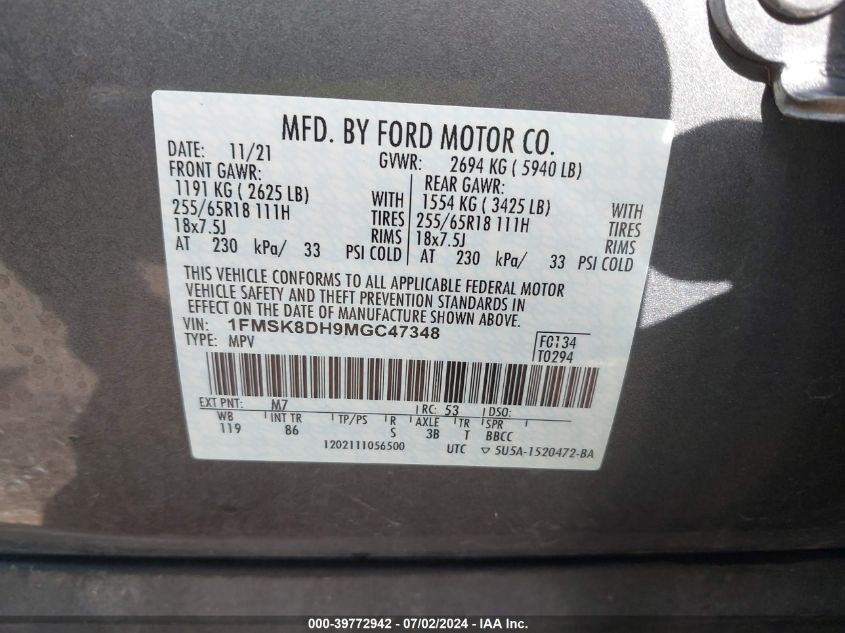 MFD. BY FORD MOTOR CO.
DATE: 11/21 GVWR: 2694 KG ( 5940 LB)
FRONT GAWR: REAR GAWR:
1191 KG ( 2625 LB) WITH 1554 KG ( 3425 LB) WITH
255/65R18 111H TIRES 255/65R18 111H TIRES
18x7.5J RIMS 18x7.5J RIMS
AT 230 kPa/ 33 PSI COLD AT 230 kPa/ 33 PSI COLD
THIS VEHICLE CONFORMS TO ALL APPLICABLE FEDERAL MOTOR
VEHICLE SAFETY AND THEFT PREVENTION STANDARDS IN
EFFECT ON THE DATE OF MANUFACTURE SHOWN ABOVE.
VIN: 1FMSK8DH9MGC47348
TYPE: MPV
FC134
T0294
EXT PNT: M7 RC: 53 DSO:
WB INT TR TP/PS R AXLE TR SPR
119 86 S 3B T BBCC
1202111056500 UTC ▽ 5U5A-1520472-BA
000-39772942 - 07/02/2024 - IAA Inc.